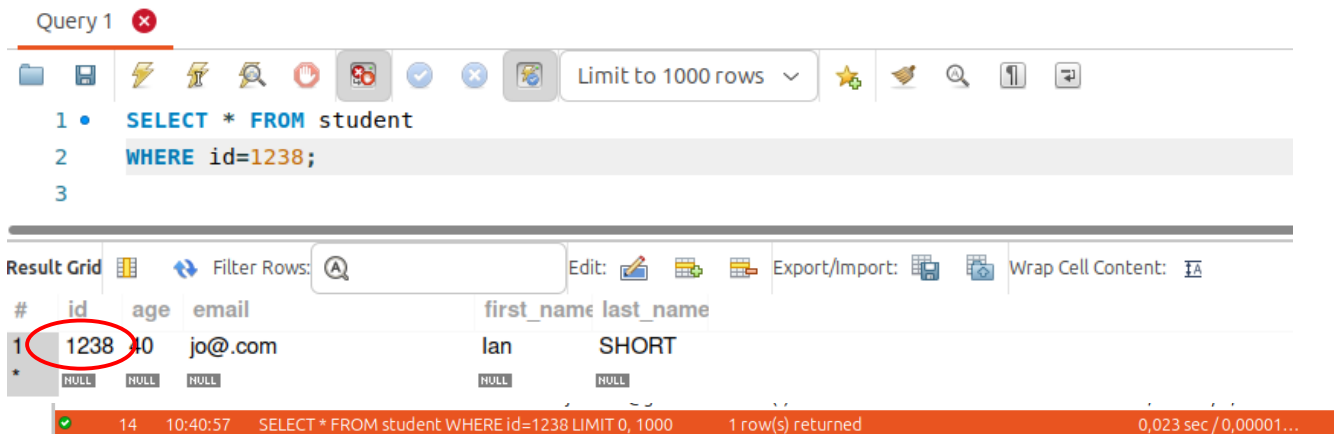 Query 1
Limit to 1000 rows
1 SELECT * FROM student
2 WHERE id=1238;
3
Result Grid Filter Rows: Edit: Export/Import: Wrap Cell Content:
# id age email first_name last_name
1 1238 40 jo@.com Ian SHORT
* NULL NULL NULL NULL NULL
14 10:40:57 SELECT * FROM student WHERE id=1238 LIMIT 0, 1000 1 row(s) returned 0,023 sec / 0,00001...